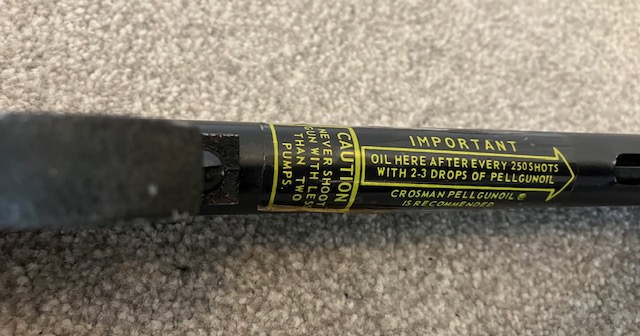 CAUTION
NEVER SHOOT
GUN WITH LESS
THAN TWO
PUMPS.
IMPORTANT
OIL HERE AFTER EVERY 250 SHOTS
WITH 2-3 DROPS OF PELLGUNOIL
CROSMAN PELLGUNOIL ®
IS RECOMMENDED